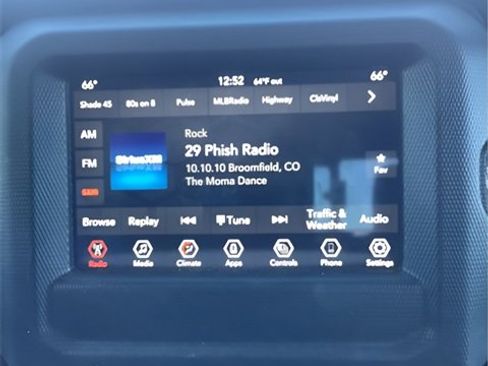 66° 12:52 64°F out 66°
Shade 45 80s on 8 Pulse MLBRadio Highway ClsVinyl
AM
FM
SXM
SiriusXM
Rock
29 Phish Radio
10.10.10 Broomfield, CO
The Moma Dance
Fav
Browse Replay Tune Traffic & Weather Audio
Radio Media Climate Apps Controls Phone Settings